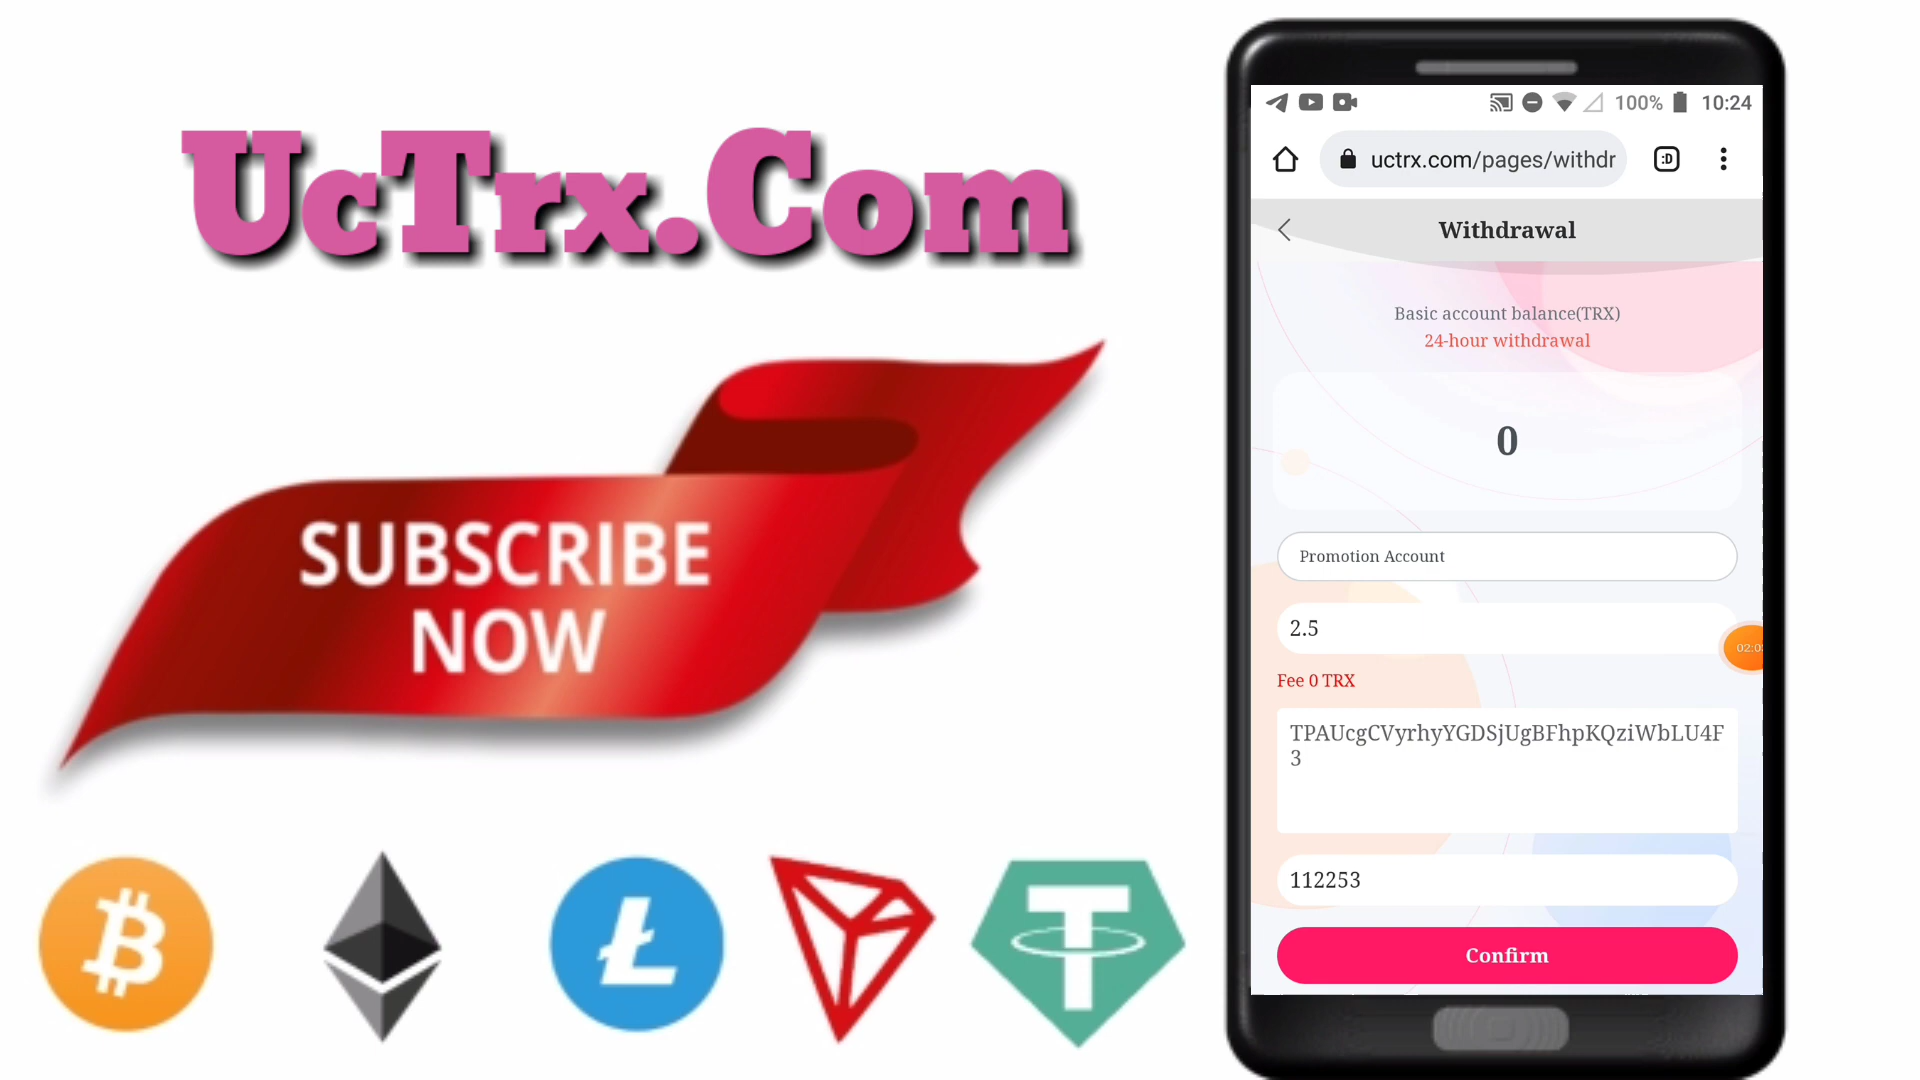 UcTrx.Com
SUBSCRIBE
NOW
100% 10:24
uctrx.com/pages/withdr
:D
Withdrawal
Basic account balance(TRX)
24-hour withdrawal
0
Promotion Account
2.5
Fee 0 TRX
TPAUcgCVyrhyYGDSjUgBFhpKQziWbLU4F
3
112253
Confirm